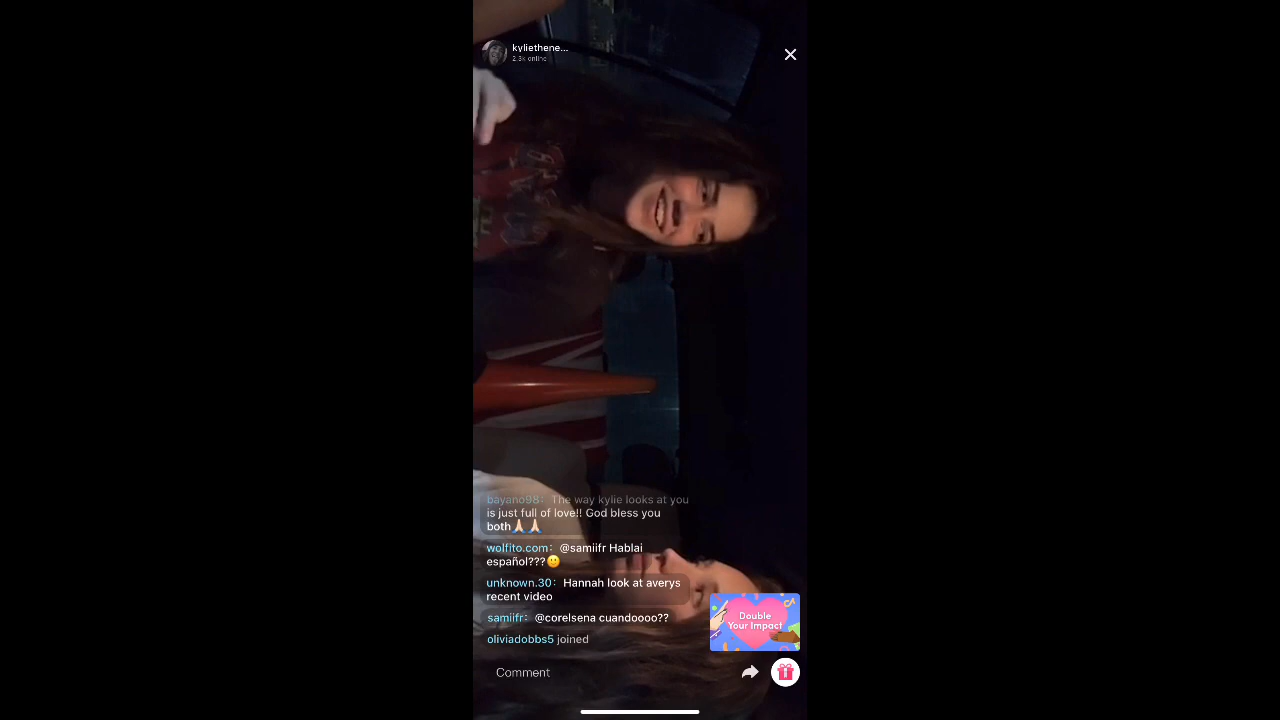 kyliethene...
2.3k online
bayano98: The way kylie looks at you
is just full of love!! God bless you
both🙏🏻🙏🏻
wolfito.com: @samiifr Hablai
español???🙂
unknown.30: Hannah look at averys
recent video
samiifr: @corelsena cuandoooo??
oliviadobbs5 joined
Double
Your Impact
Comment